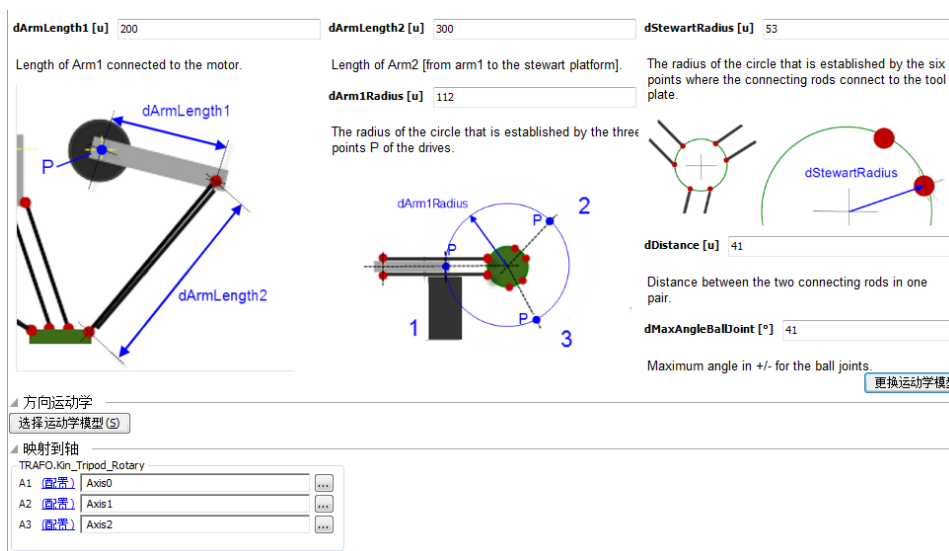 dArmLength1 [u] 200
Length of Arm1 connected to the motor.
dArmLength1
P
dArmLength2
dArmLength2 [u] 300
Length of Arm2 [from arm1 to the stewart platform].
dArm1Radius [u] 112
The radius of the circle that is established by the three
points P of the drives.
dArm1Radius
P
2
P
1
P
3
dStewartRadius [u] 53
The radius of the circle that is established by the six
points where the connecting rods connect to the tool
plate.
dStewartRadius
dDistance [u] 41
Distance between the two connecting rods in one
pair.
dMaxAngleBallJoint [°] 41
Maximum angle in +/- for the ball joints.
更换运动学模
方向运动学
选择运动学模型(S)
映射到轴
TRAFO.Kin_Tripod_Rotary
A1 (配置) Axis0 ...
A2 (配置) Axis1 ...
A3 (配置) Axis2 ...